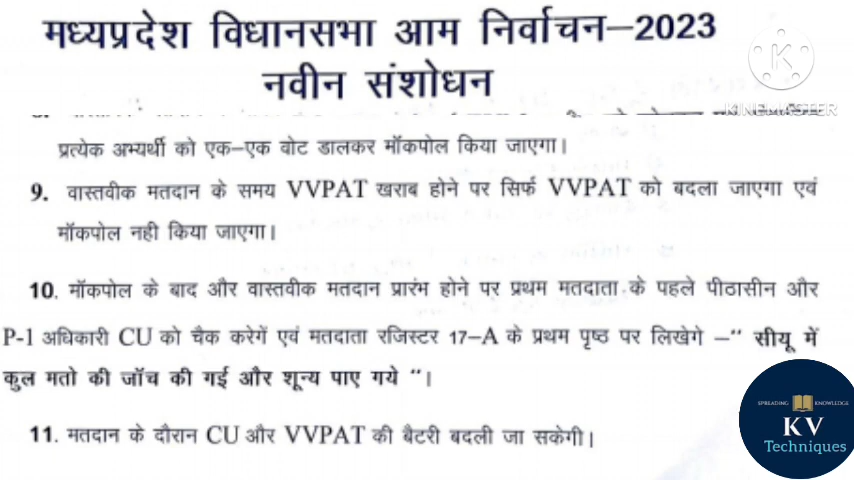 मध्यप्रदेश विधानसभा आम निर्वाचन–2023
नवीन संशोधन
K
KINEMASTER
प्रत्येक अभ्यर्थी को एक–एक वोट डालकर मॉकपोल किया जाएगा।
9. वास्तवीक मतदान के समय VVPAT खराब होने पर सिर्फ VVPAT को बदला जाएगा एवं
मॉकपोल नही किया जाएगा।
10. मॉकपोल के बाद और वास्तवीक मतदान प्रारंभ होने पर प्रथम मतदाता के पहले पीठासीन और
P-1 अधिकारी CU को चैक करेगें एवं मतदाता रजिस्टर 17–A के प्रथम पृष्ठ पर लिखेगे –" सीयू में
कुल मतो की जॉच की गई और शून्य पाए गये "।
11. मतदान के दौरान CU और VVPAT की बैटरी बदली जा सकेगी।
SPREADING KNOWLEDGE
KV
Techniques